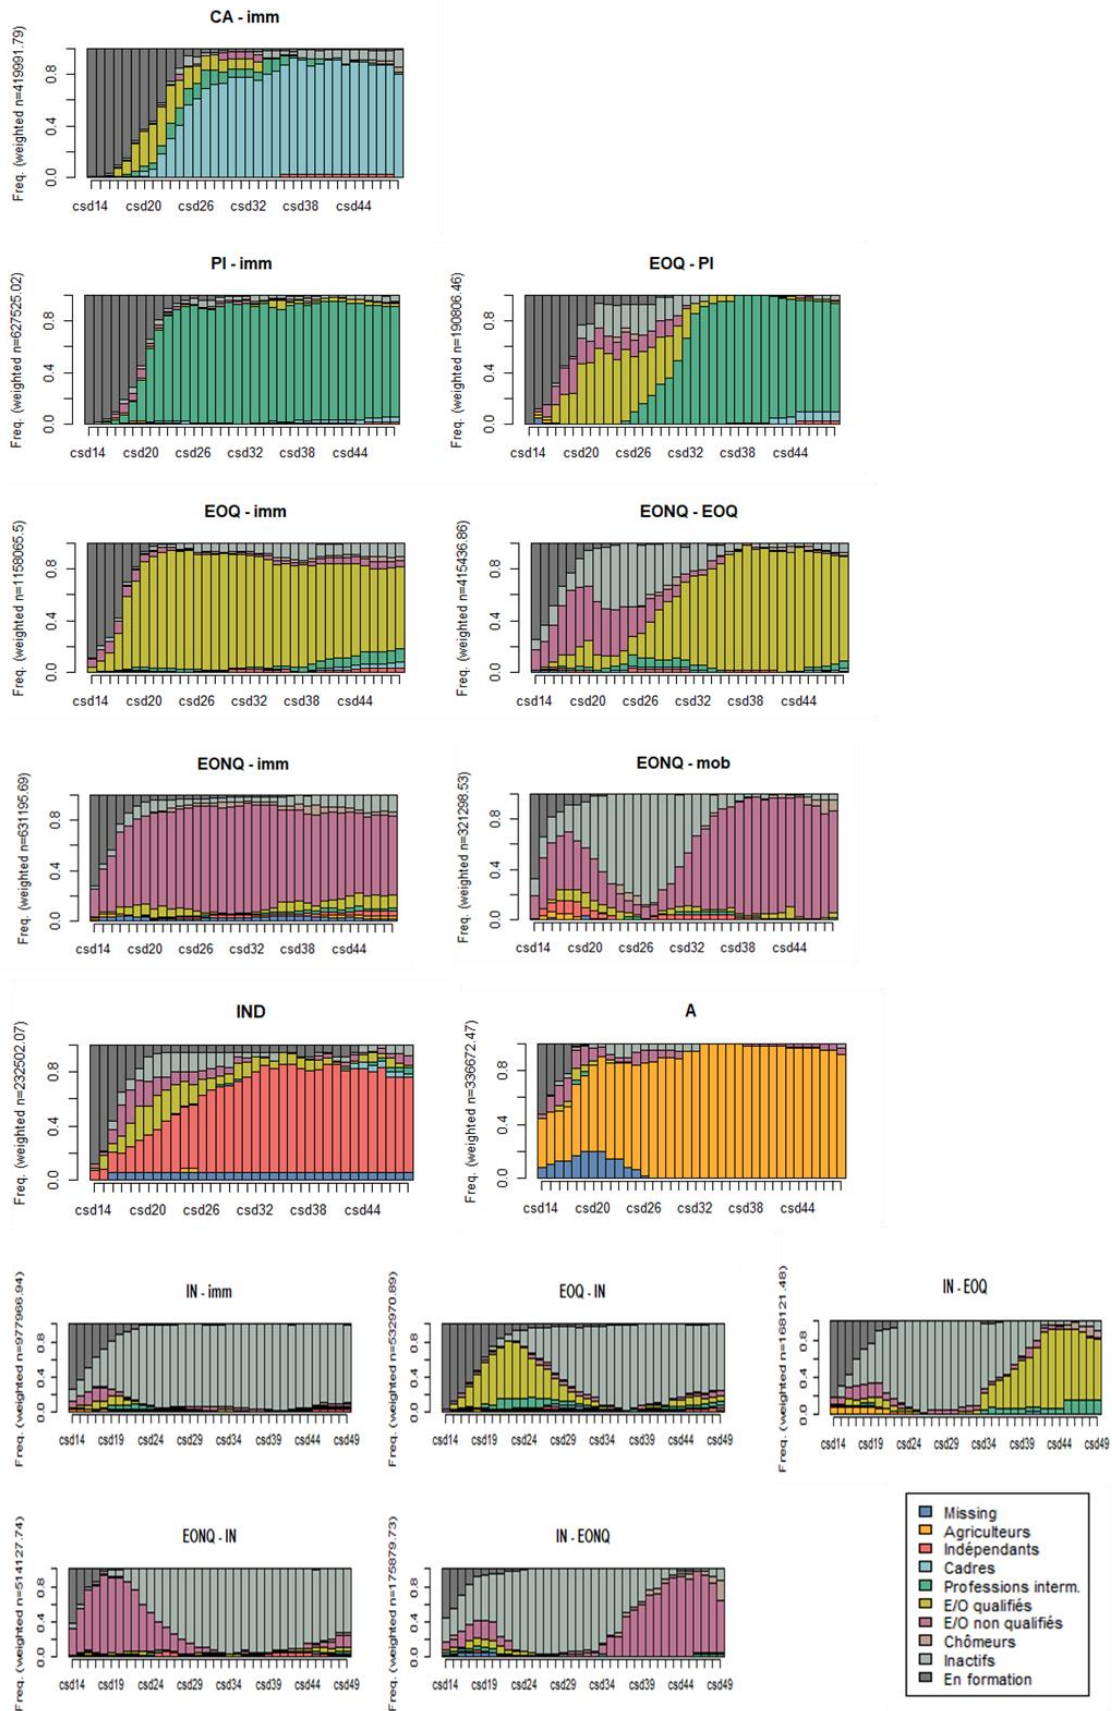 CA - imm
Freq. (weighted n=419991.79)
0.0 0.4 0.8
csd14 csd20 csd26 csd32 csd38 csd44
PI - imm
Freq. (weighted n=627525.02)
0.0 0.4 0.8
csd14 csd20 csd26 csd32 csd38 csd44
EOQ - PI
Freq. (weighted n=190806.46)
0.0 0.4 0.8
csd14 csd20 csd26 csd32 csd38 csd44
EOQ - imm
Freq. (weighted n=1158065.5)
0.0 0.4 0.8
csd14 csd20 csd26 csd32 csd38 csd44
EONQ - EOQ
Freq. (weighted n=415436.86)
0.0 0.4 0.8
csd14 csd20 csd26 csd32 csd38 csd44
EONQ - imm
Freq. (weighted n=631195.69)
0.0 0.4 0.8
csd14 csd20 csd26 csd32 csd38 csd44
EONQ - mob
Freq. (weighted n=321298.53)
0.0 0.4 0.8
csd14 csd20 csd26 csd32 csd38 csd44
IND
Freq. (weighted n=232502.07)
0.0 0.4 0.8
csd14 csd20 csd26 csd32 csd38 csd44
A
Freq. (weighted n=336672.47)
0.0 0.4 0.8
csd14 csd20 csd26 csd32 csd38 csd44
IN - imm
Freq. (weighted n=977966.94)
0.0 0.4 0.8
csd14 csd19 csd24 csd29 csd34 csd39 csd44 csd49
EOQ - IN
Freq. (weighted n=532970.89)
0.0 0.4 0.8
csd14 csd19 csd24 csd29 csd34 csd39 csd44 csd49
IN - EOQ
Freq. (weighted n=168121.48)
0.0 0.4 0.8
csd14 csd19 csd24 csd29 csd34 csd39 csd44 csd49
EONQ - IN
Freq. (weighted n=514127.74)
0.0 0.4 0.8
csd14 csd19 csd24 csd29 csd34 csd39 csd44 csd49
IN - EONQ
Freq. (weighted n=175879.73)
0.0 0.4 0.8
csd14 csd19 csd24 csd29 csd34 csd39 csd44 csd49
Missing
Agriculteurs
Indépendants
Cadres
Professions interm.
E/O qualifiés
E/O non qualifiés
Chômeurs
Inactifs
En formation